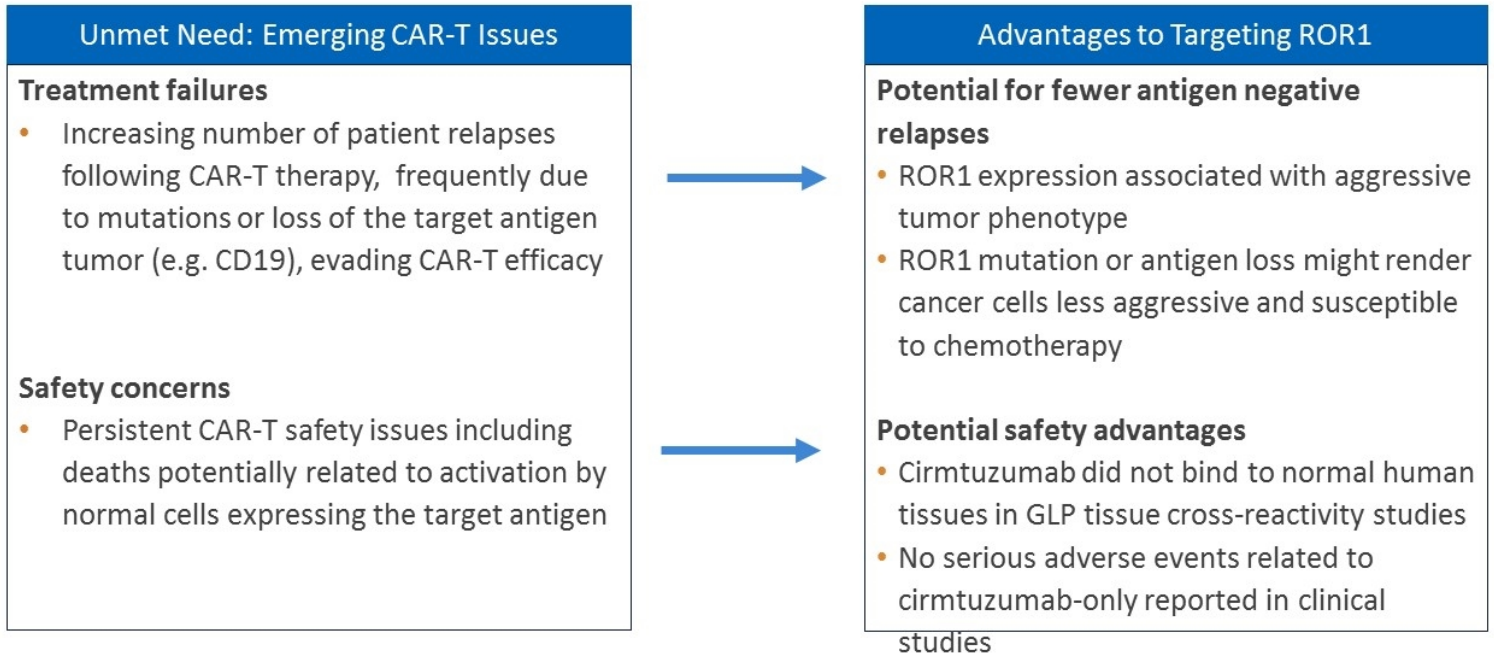 Unmet Need: Emerging CAR-T Issues
Treatment failures
• Increasing number of patient relapses
following CAR-T therapy, frequently due
to mutations or loss of the target antigen
tumor (e.g. CD19), evading CAR-T efficacy
Safety concerns
• Persistent CAR-T safety issues including
deaths potentially related to activation by
normal cells expressing the target antigen
Advantages to Targeting ROR1
Potential for fewer antigen negative
relapses
• ROR1 expression associated with aggressive
tumor phenotype
• ROR1 mutation or antigen loss might render
cancer cells less aggressive and susceptible
to chemotherapy
Potential safety advantages
• Cirmtuzumab did not bind to normal human
tissues in GLP tissue cross-reactivity studies
• No serious adverse events related to
cirmtuzumab-only reported in clinical
studies